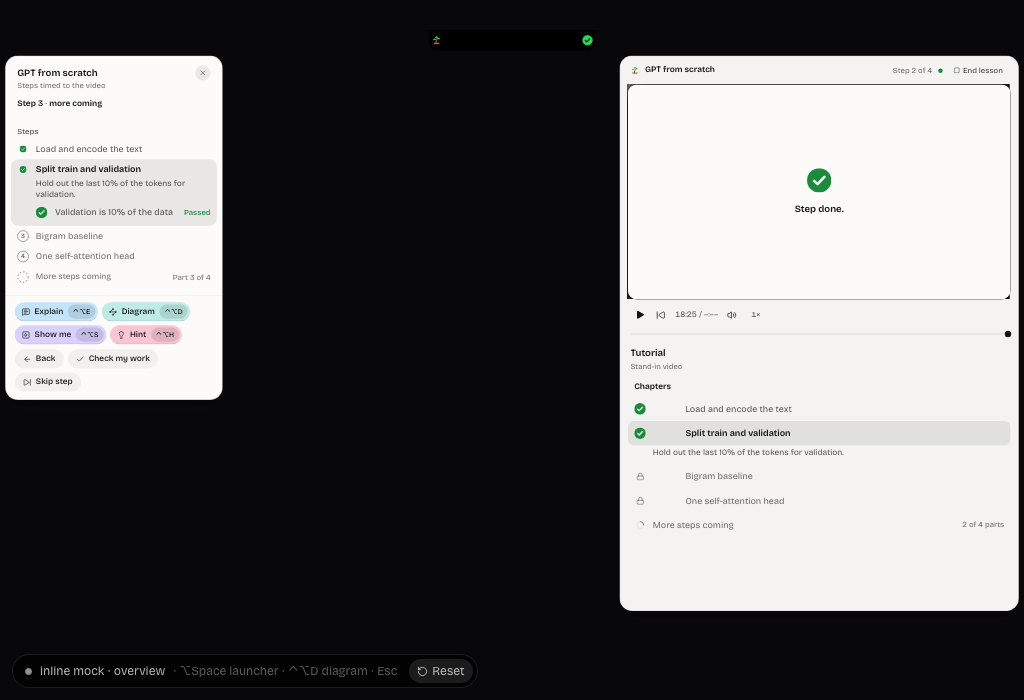 GPT from scratch
Steps timed to the video
Step 3 · more coming
Steps
Load and encode the text
Split train and validation
Hold out the last 10% of the tokens for
validation.
Validation is 10% of the data Passed
3 Bigram baseline
4 One self-attention head
More steps coming Part 3 of 4
Explain ^⌥E Diagram ^⌥D
Show me ^⌥S Hint ^⌥H
Back Check my work
Skip step
GPT from scratch Step 2 of 4 End lesson
Step done.
18:25 / –:–– 1×
Tutorial
Stand-in video
Chapters
Load and encode the text
Split train and validation
Hold out the last 10% of the tokens for validation.
Bigram baseline
One self-attention head
More steps coming 2 of 4 parts
inline mock · overview · ⌥Space launcher · ^⌥D diagram · Esc Reset